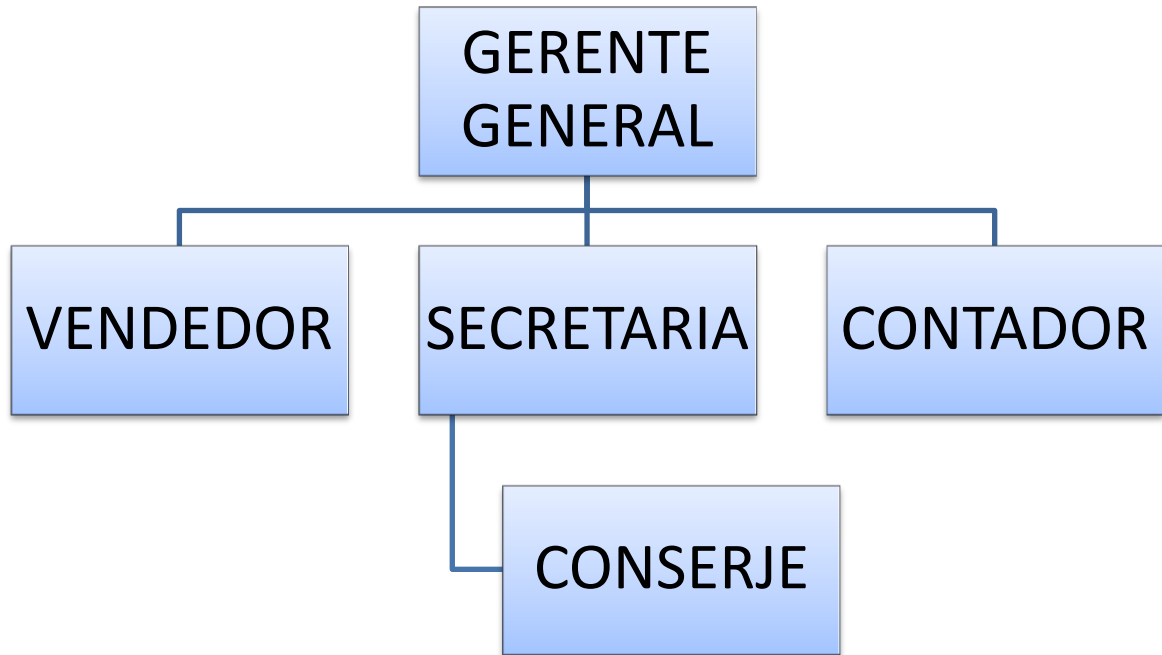 GERENTE
GENERAL
VENDEDOR
SECRETARIA
CONTADOR
CONSERJE